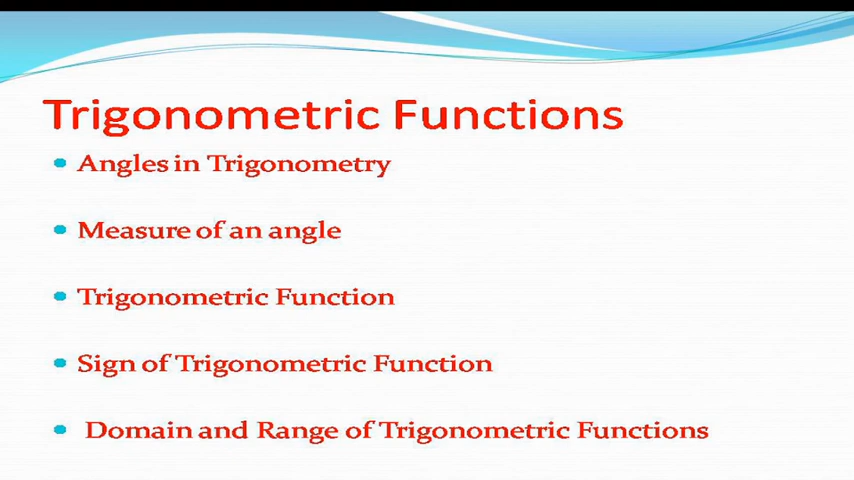 Trigonometric Functions
Angles in Trigonometry
Measure of an angle
Trigonometric Function
Sign of Trigonometric Function
Domain and Range of Trigonometric Functions